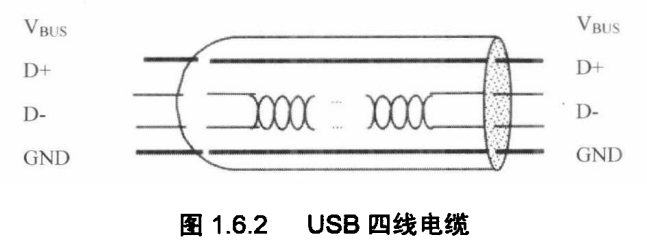 VBUS VBUS
D+ D+
D- D-
GND GND
图 1.6.2 USB 四线电缆